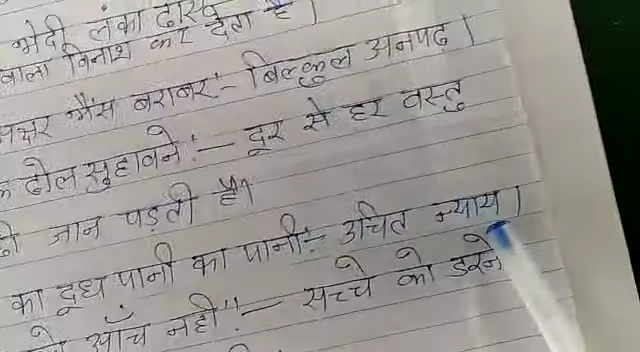 भेदी लंका ढाए
वाला विनाश कर देता है।
अक्षर भैंस बराबर:- बिल्कुल अनपढ़।
के ढोल सुहावने:- दूर से हर वस्तु
जान पड़ती है।
का दूध पानी का पानी:- उचित न्याय।
को आँच नहीं:- सच्चे को डरने